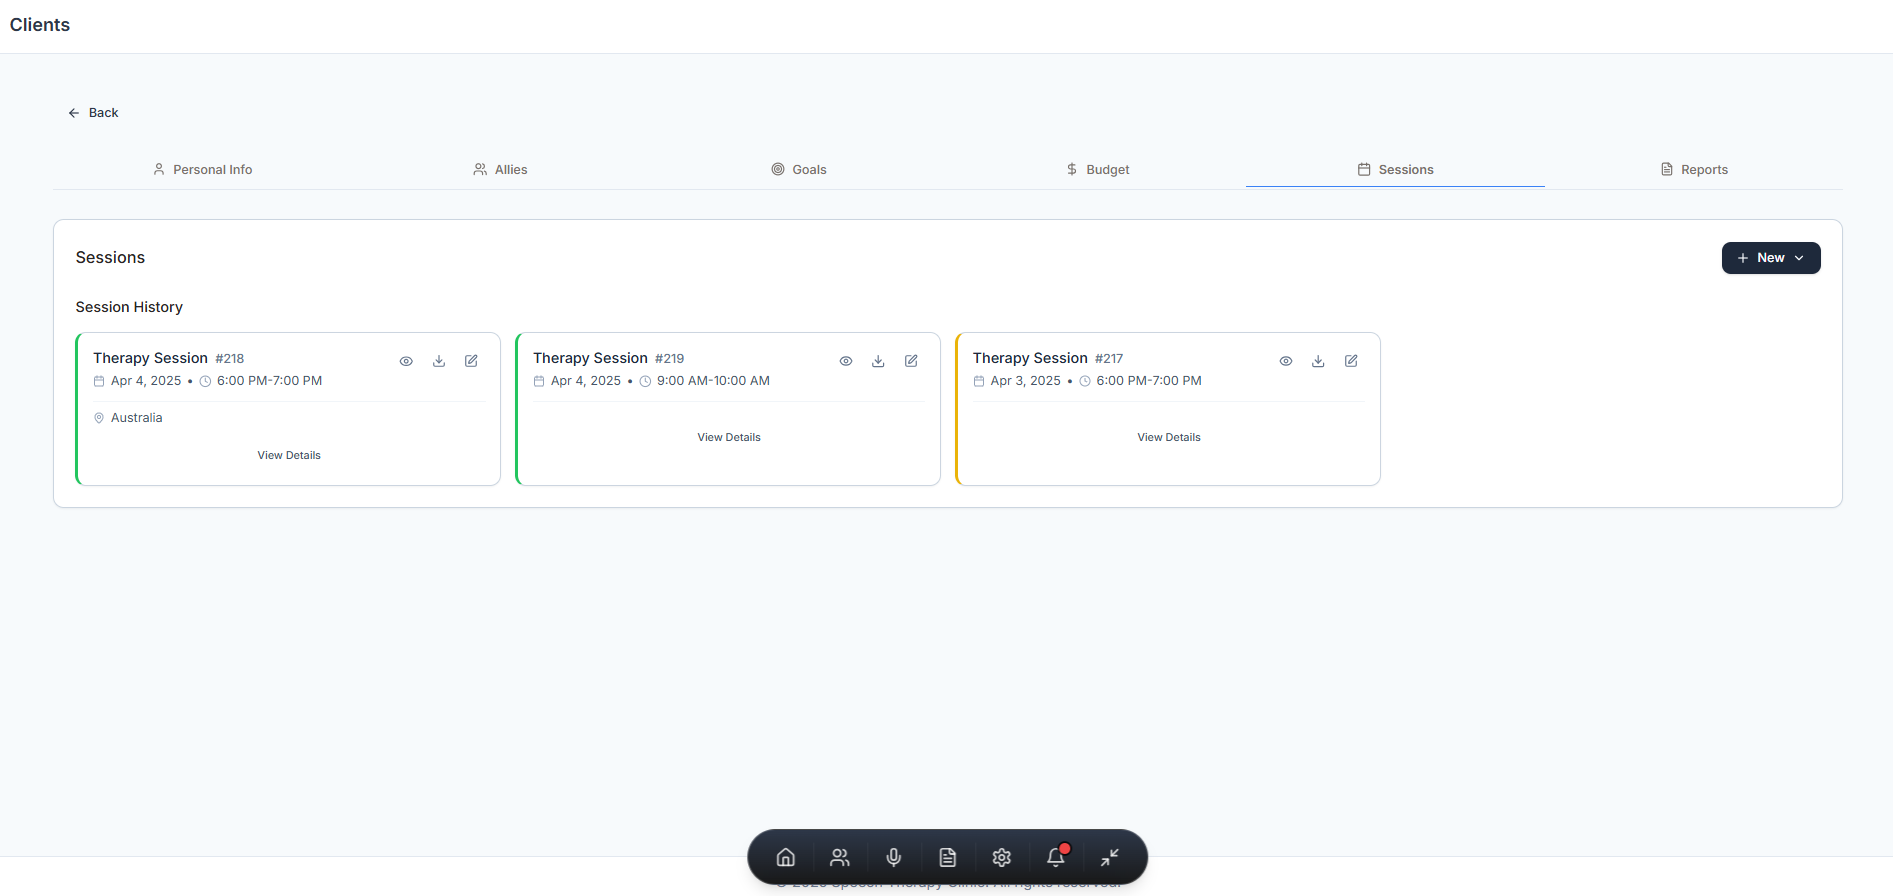 Clients
Back
Personal Info
Allies
Goals
Budget
Sessions
Reports
Sessions
New
Session History
Therapy Session #218
Apr 4, 2025 • 6:00 PM-7:00 PM
Australia
View Details
Therapy Session #219
Apr 4, 2025 • 9:00 AM-10:00 AM
View Details
Therapy Session #217
Apr 3, 2025 • 6:00 PM-7:00 PM
View Details